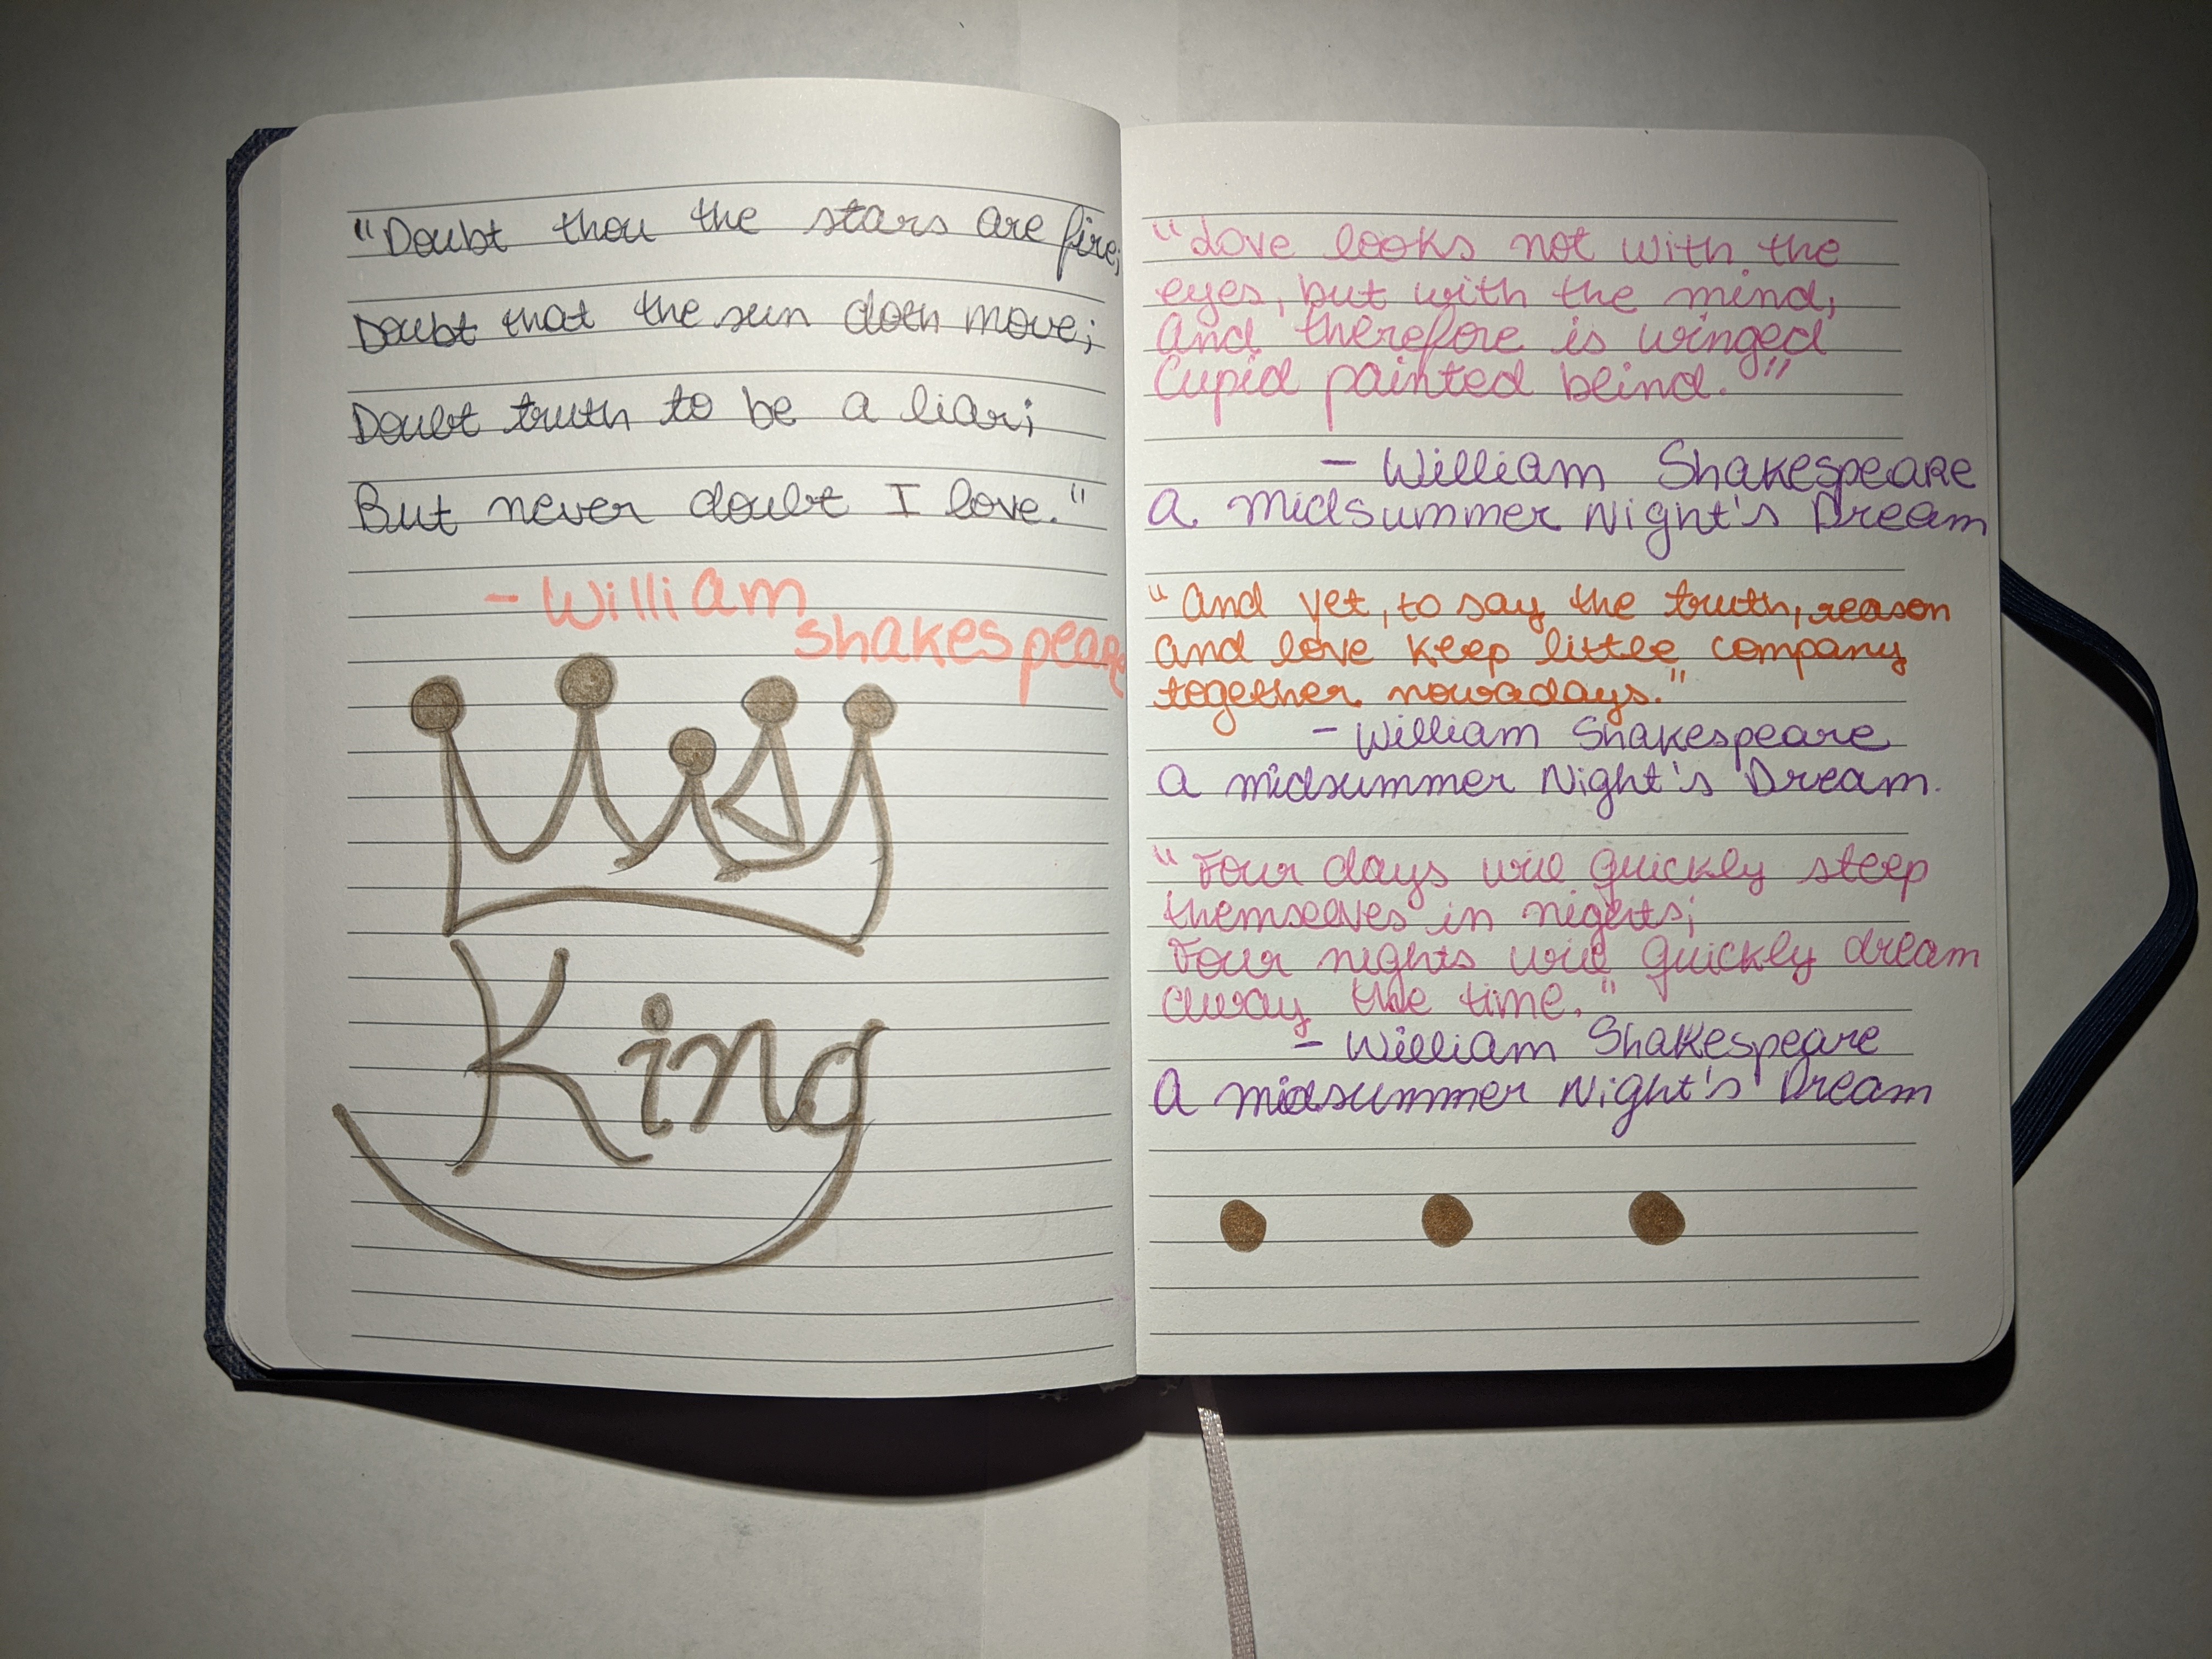 "Doubt thou the stars are fire;
Doubt that the sun doth move;
Doubt truth to be a liar;
But never doubt I love."
- William
shakespeare
King
"Love looks not with the
eyes, but with the mind,
And therefore is winged
Cupid painted blind."
- William Shakespeare
A Midsummer Night's Dream
"And yet, to say the truth, reason
and love keep little company
together nowadays."
- William Shakespeare
A midsummer Night's Dream.
"Four days will quickly steep
themselves in nights;
Four nights will quickly dream
away the time."
- William Shakespeare
A midsummer Night's Dream